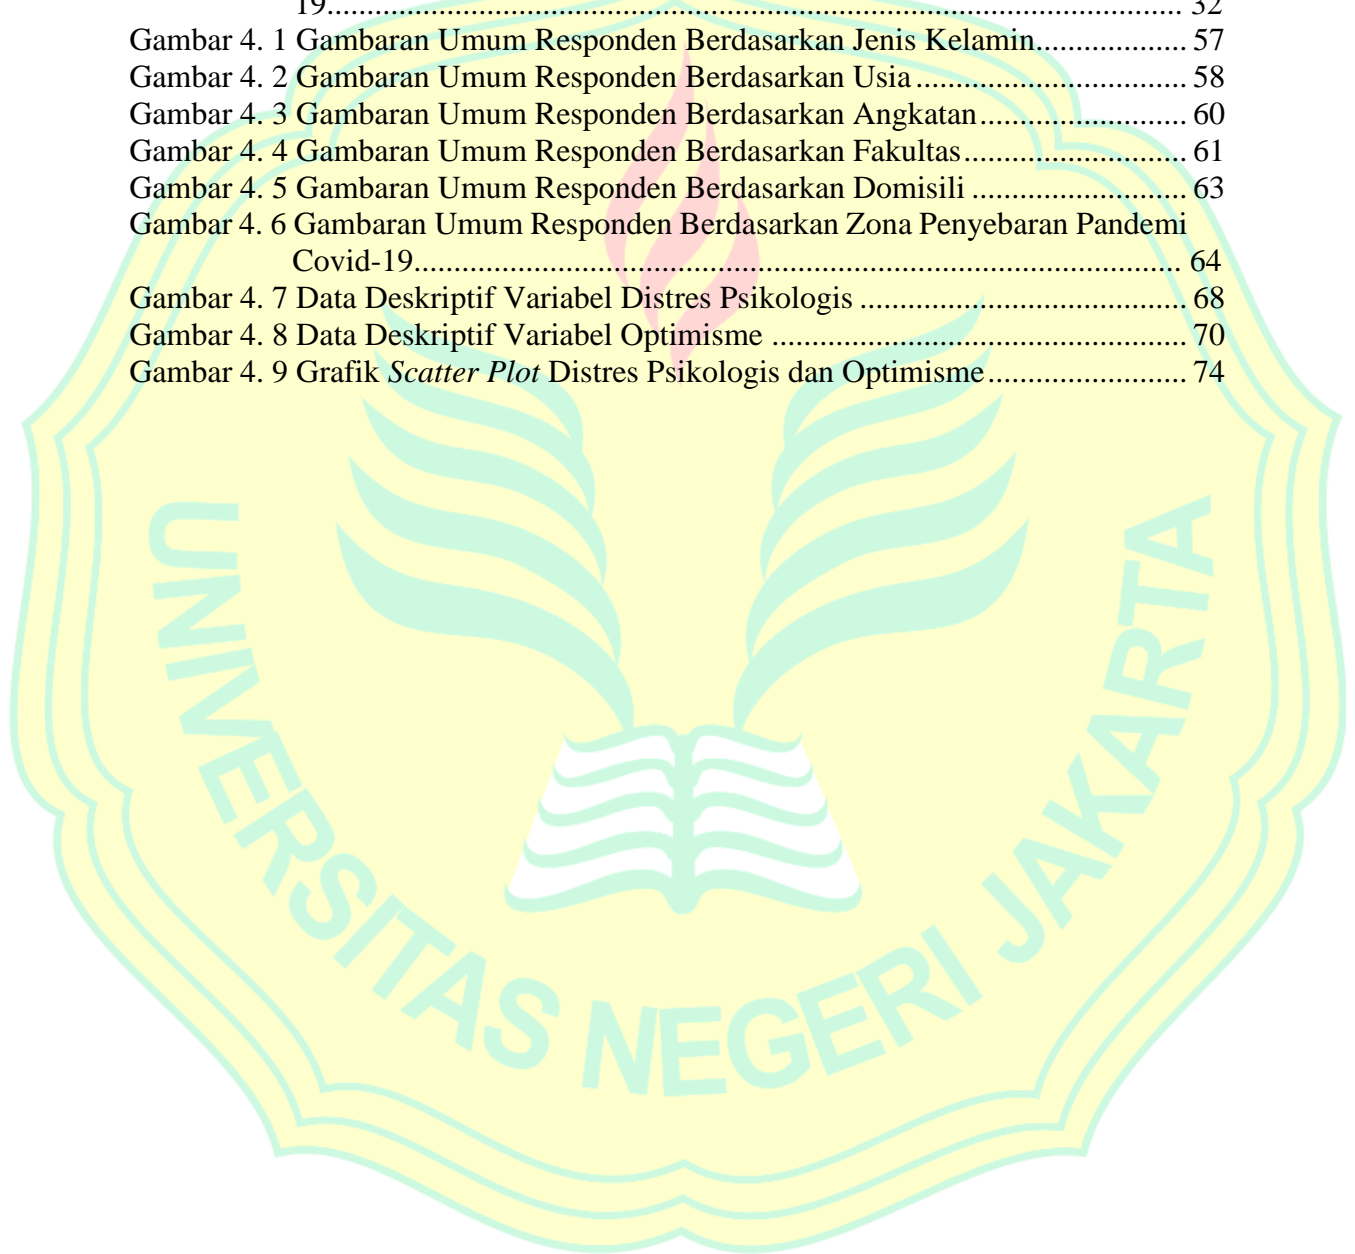 19........................................................................................................... 32
Gambar 4. 1 Gambaran Umum Responden Berdasarkan Jenis Kelamin................... 57
Gambar 4. 2 Gambaran Umum Responden Berdasarkan Usia .................................. 58
Gambar 4. 3 Gambaran Umum Responden Berdasarkan Angkatan.......................... 60
Gambar 4. 4 Gambaran Umum Responden Berdasarkan Fakultas............................ 61
Gambar 4. 5 Gambaran Umum Responden Berdasarkan Domisili ........................... 63
Gambar 4. 6 Gambaran Umum Responden Berdasarkan Zona Penyebaran Pandemi
Covid-19................................................................................................ 64
Gambar 4. 7 Data Deskriptif Variabel Distres Psikologis ......................................... 68
Gambar 4. 8 Data Deskriptif Variabel Optimisme .................................................... 70
Gambar 4. 9 Grafik Scatter Plot Distres Psikologis dan Optimisme......................... 74
UNIVERSITAS NEGERI JAKARTA